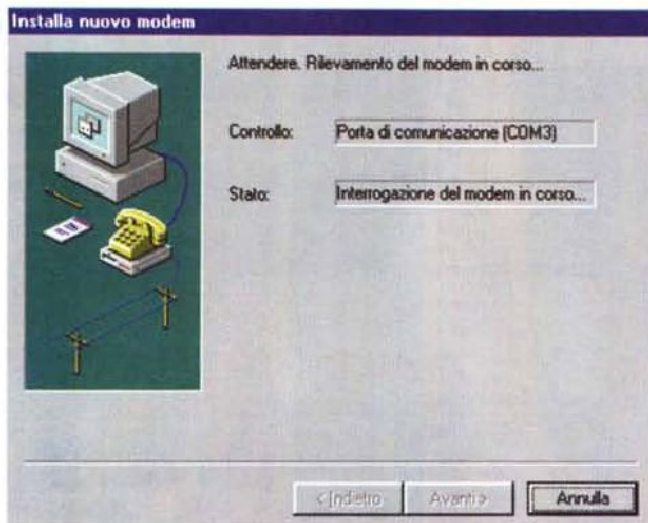 Installa nuovo modem
Attendere. Rilevamento del modem in corso...
Controllo: Porta di comunicazione (COM3)
Stato: Interrogazione del modem in corso...
< Indietro Avanti > Annulla